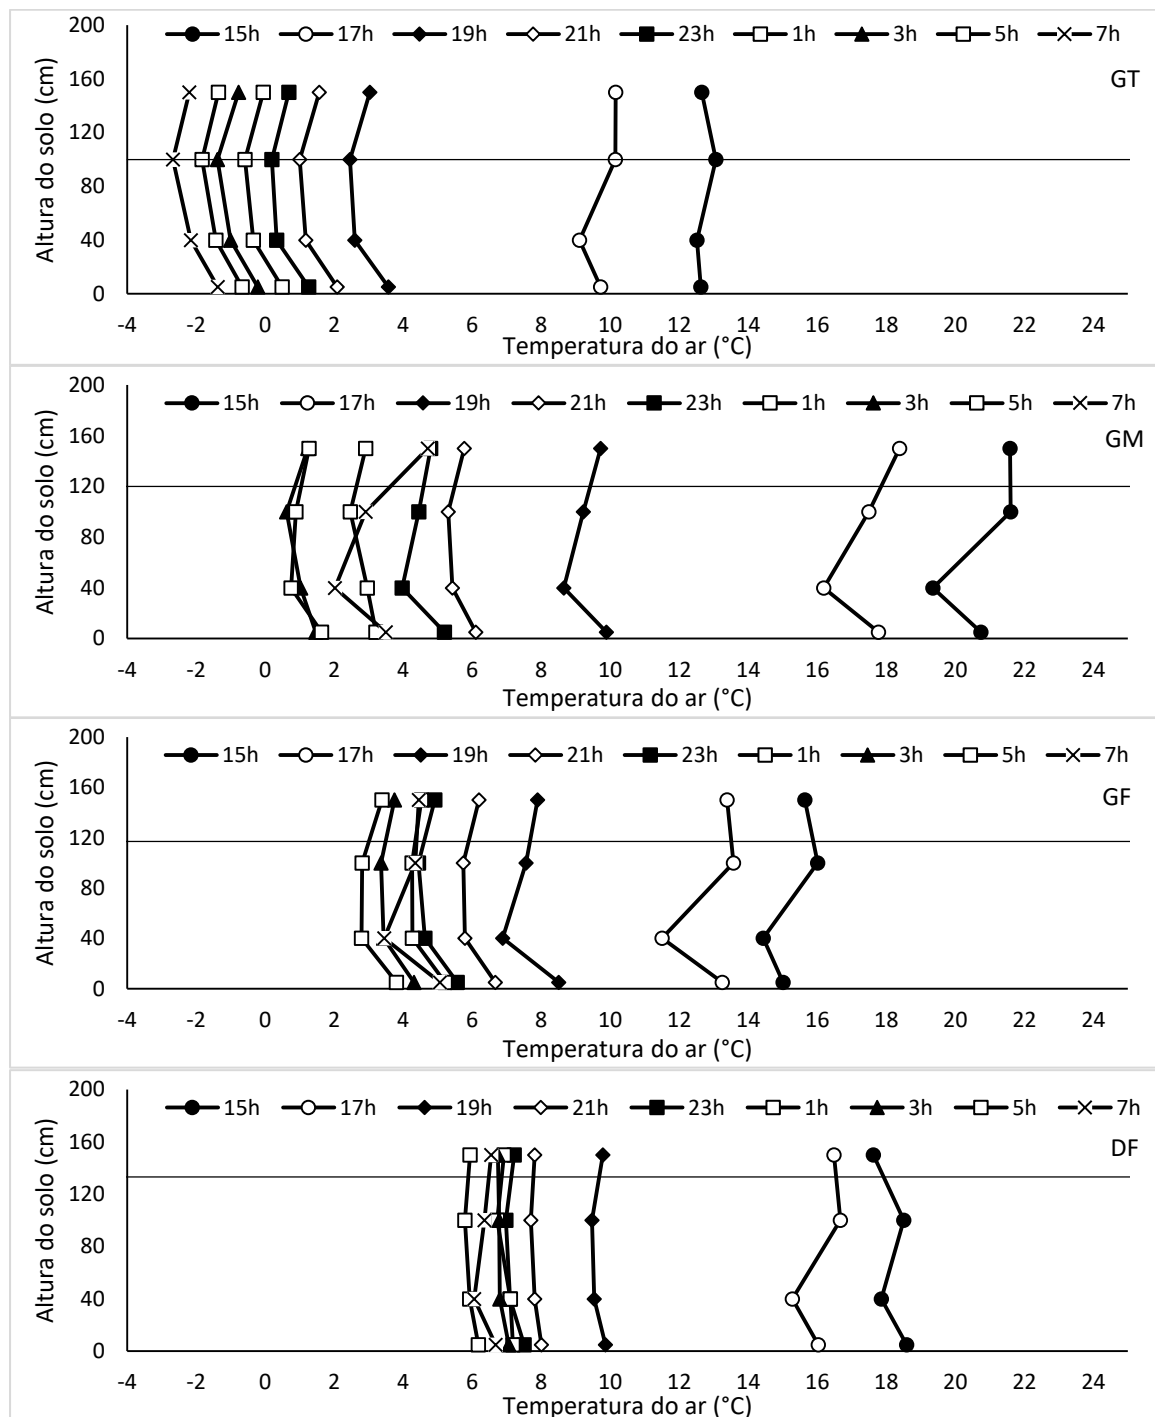 200
15h 17h 19h 21h 23h 1h 3h 5h 7h
GT
160
120
80
40
0
Altura do solo (cm)
-4 -2 0 2 4 6 8 10 12 14 16 18 20 22 24
Temperatura do ar (°C)
200
15h 17h 19h 21h 23h 1h 3h 5h 7h
GM
160
120
80
40
0
Altura do solo (cm)
-4 -2 0 2 4 6 8 10 12 14 16 18 20 22 24
Temperatura do ar (°C)
200
15h 17h 19h 21h 23h 1h 3h 5h 7h
GF
160
120
80
40
0
Altura do solo (cm)
-4 -2 0 2 4 6 8 10 12 14 16 18 20 22 24
Temperatura do ar (°C)
200
15h 17h 19h 21h 23h 1h 3h 5h 7h
DF
160
120
80
40
0
Altura do solo (cm)
-4 -2 0 2 4 6 8 10 12 14 16 18 20 22 24
Temperatura do ar (°C)